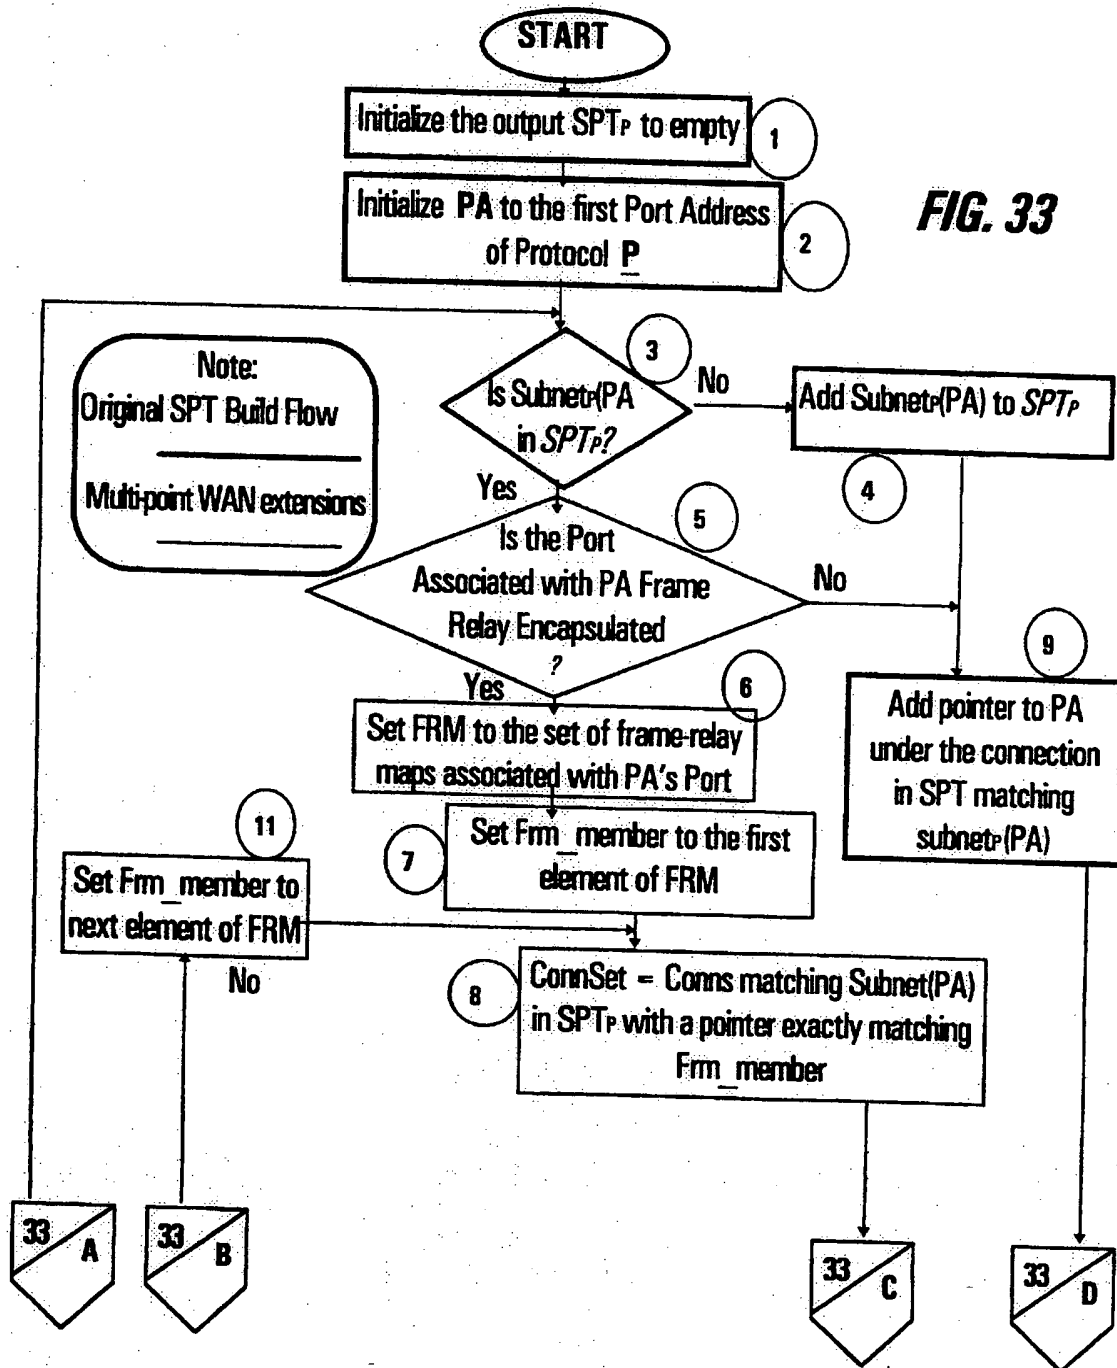 START
Initialize the output SPTP to empty
1
Initialize PA to the first Port Address
of Protocol P
2
FIG. 33
Note:
Original SPT Build Flow
Multi-point WAN extensions
3
Is SubnetP(PA
in SPTP?
No
Add SubnetP(PA) to SPTP
4
Yes
5
Is the Port
Associated with PA Frame
Relay Encapsulated
?
No
Yes
6
Set FRM to the set of frame-relay
maps associated with PA's Port
9
Add pointer to PA
under the connection
in SPT matching
subnetP(PA)
7
Set Frm_member to the first
element of FRM
11
Set Frm_member to
next element of FRM
No
8
ConnSet = Conns matching Subnet(PA)
in SPTP with a pointer exactly matching
Frm_member
33
A
33
B
33
C
33
D